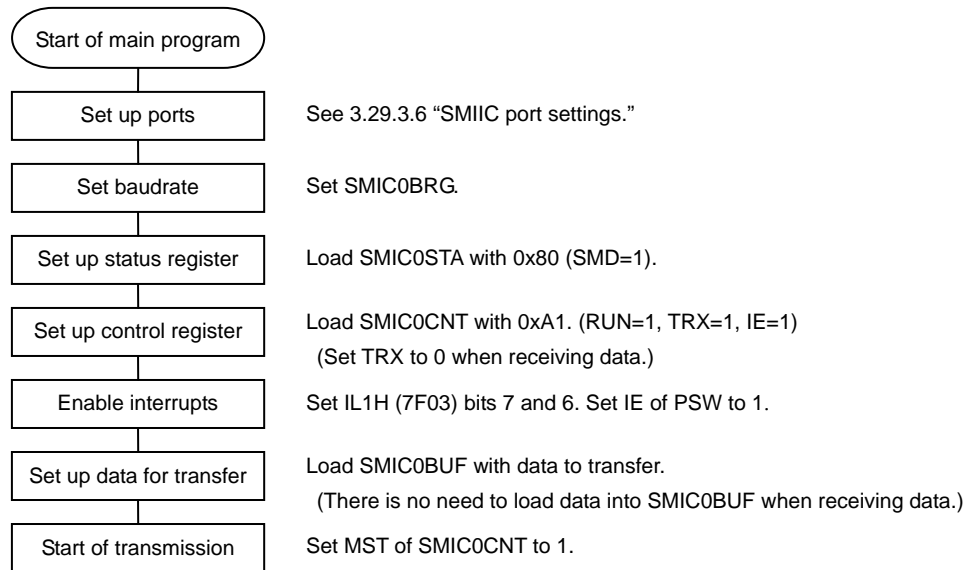 Start of main program
Set up ports
See 3.29.3.6 “SMIIC port settings.”
Set baudrate
Set SMIC0BRG.
Set up status register
Load SMIC0STA with 0x80 (SMD=1).
Set up control register
Load SMIC0CNT with 0xA1. (RUN=1, TRX=1, IE=1)
(Set TRX to 0 when receiving data.)
Enable interrupts
Set IL1H (7F03) bits 7 and 6. Set IE of PSW to 1.
Set up data for transfer
Load SMIC0BUF with data to transfer.
(There is no need to load data into SMIC0BUF when receiving data.)
Start of transmission
Set MST of SMIC0CNT to 1.